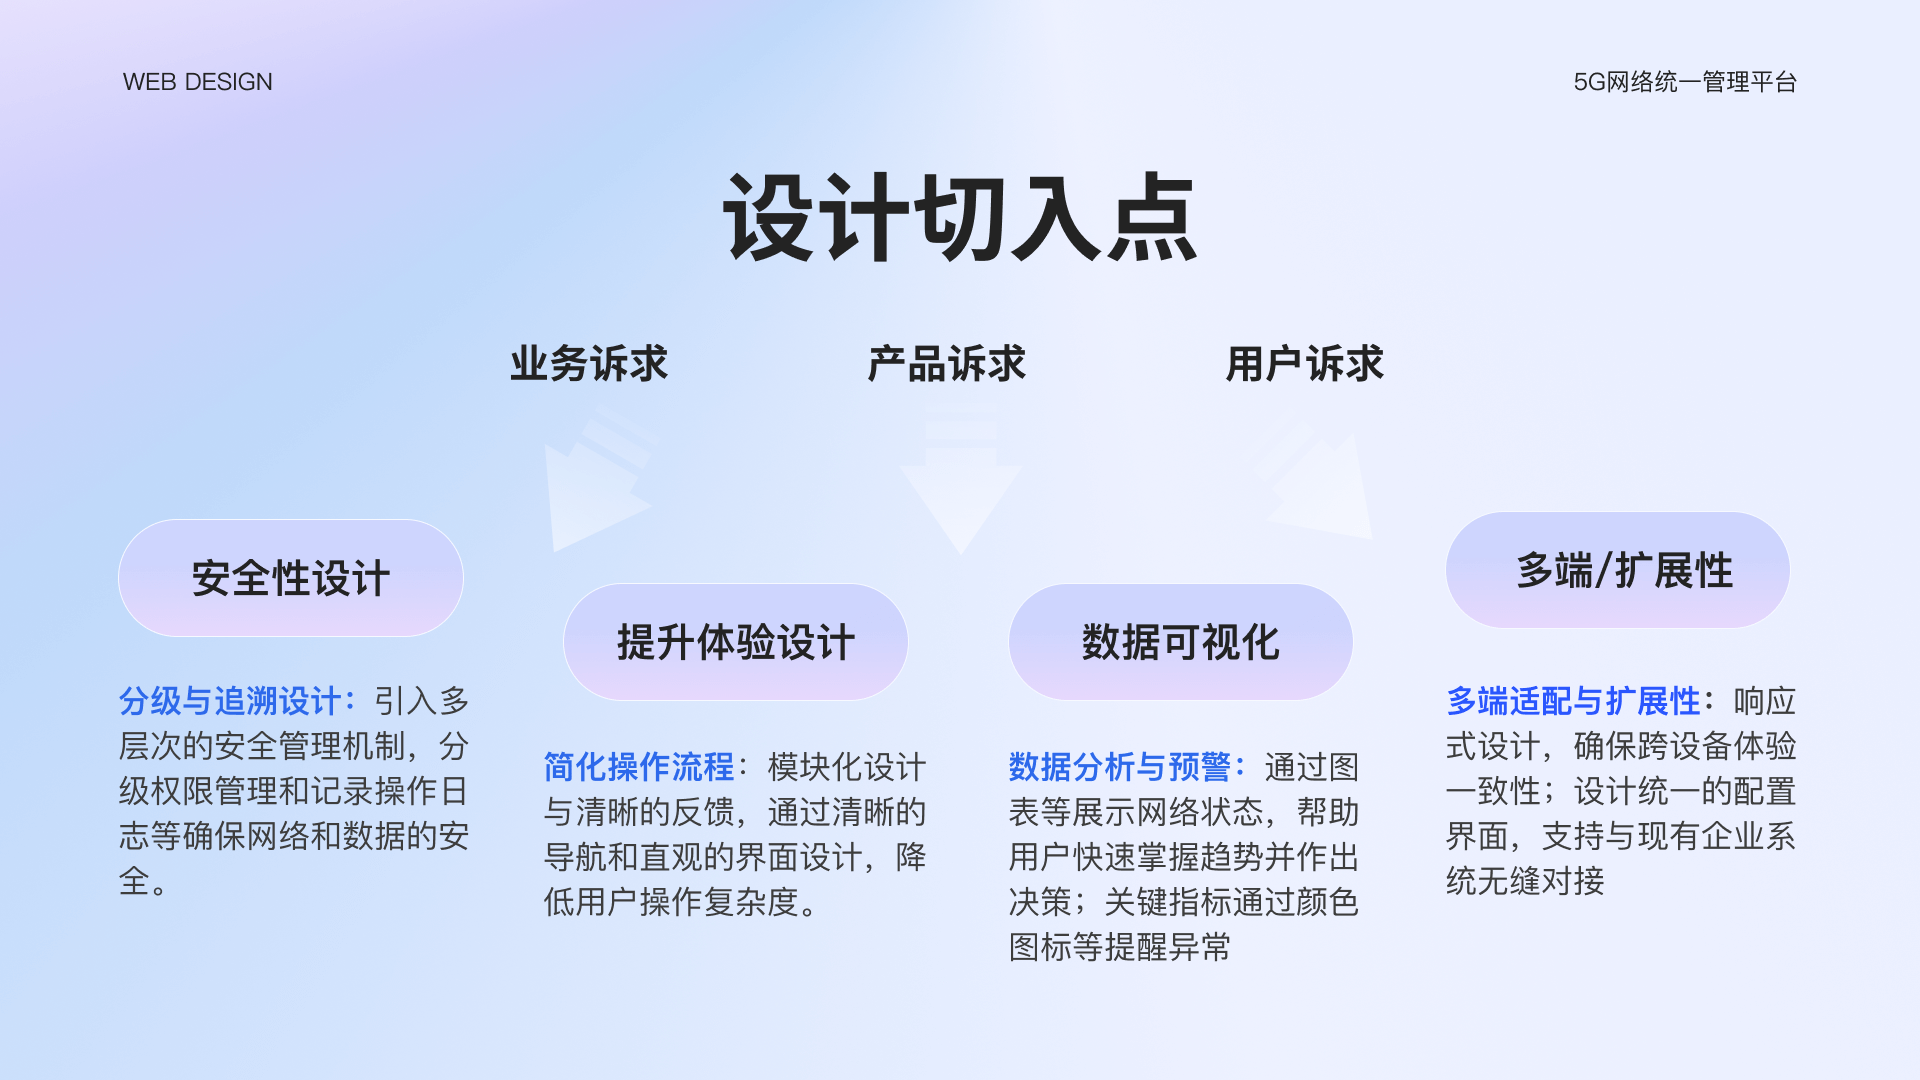 WEB DESIGN
5G网络统一管理平台
设计切入点
业务诉求
产品诉求
用户诉求
安全性设计
分级与追溯设计：引入多
层次的安全管理机制，分
级权限管理和记录操作日
志等确保网络和数据的安
全。
提升体验设计
简化操作流程：模块化设计
与清晰的反馈，通过清晰的
导航和直观的界面设计，降
低用户操作复杂度。
数据可视化
数据分析与预警：通过图
表等展示网络状态，帮助
用户快速掌握趋势并作出
决策；关键指标通过颜色
图标等提醒异常
多端/扩展性
多端适配与扩展性：响应
式设计，确保跨设备体验
一致性；设计统一的配置
界面，支持与现有企业系
统无缝对接